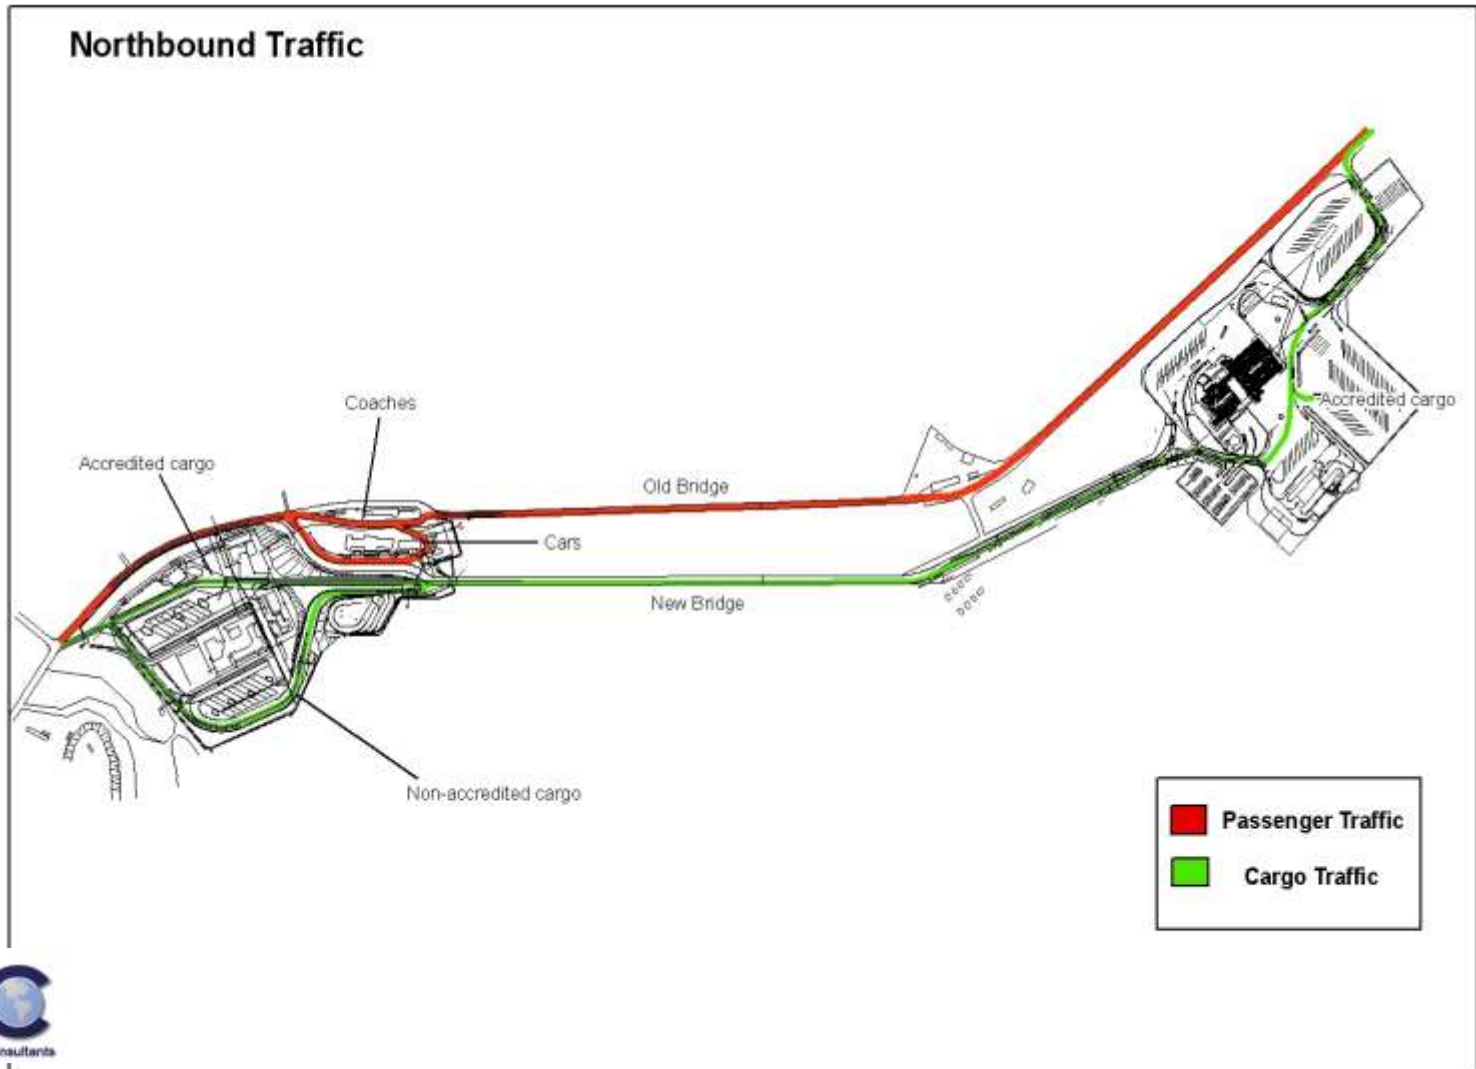 Northbound Traffic
Coaches
Accredited cargo
Accredited cargo
Old Bridge
Cars
New Bridge
Non-accredited cargo
Passenger Traffic
Cargo Traffic
nsultants